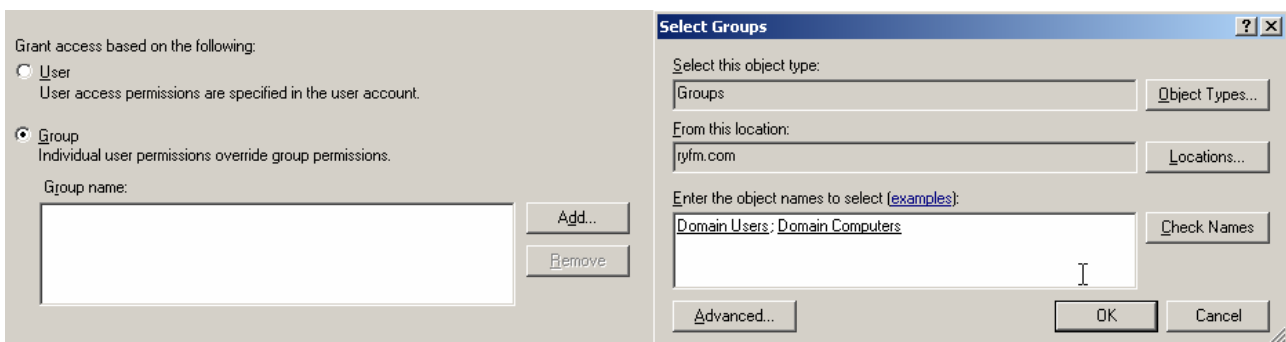 Grant access based on the following:
User
User access permissions are specified in the user account.
Group
Individual user permissions override group permissions.
Group name:
Add...
Remove
Select Groups
Select this object type:
Groups
Object Types...
From this location:
ryfm.com
Locations...
Enter the object names to select (examples):
Domain Users; Domain Computers
Check Names
Advanced...
OK
Cancel